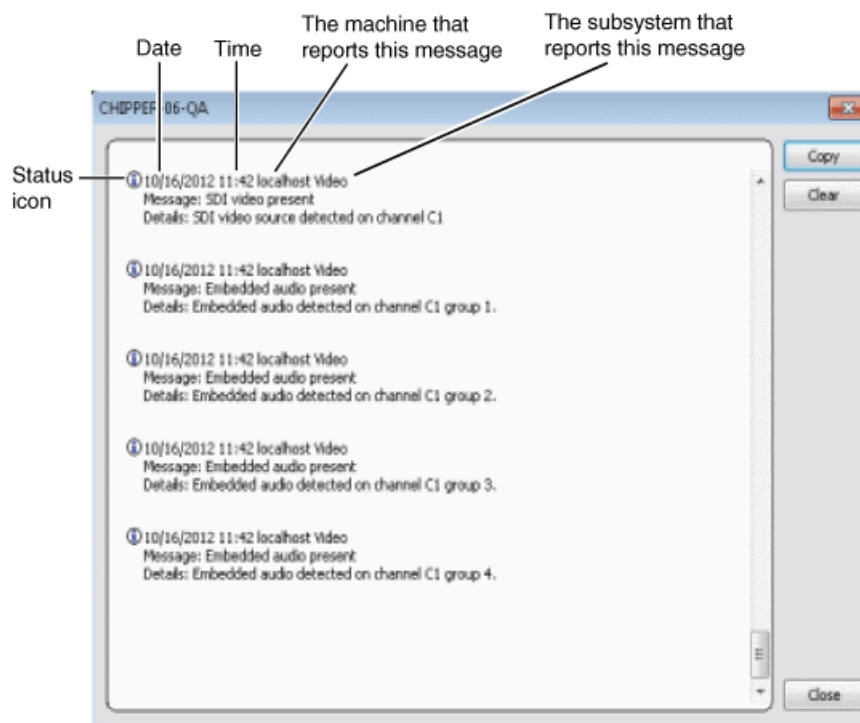 Date
Time
The machine that
reports this message
The subsystem that
reports this message
CHIPPER-06-QA
Status
icon
10/16/2012 11:42 localhost Video
Message: SDI video present
Details: SDI video source detected on channel C1
10/16/2012 11:42 localhost Video
Message: Embedded audio present
Details: Embedded audio detected on channel C1 group 1.
10/16/2012 11:42 localhost Video
Message: Embedded audio present
Details: Embedded audio detected on channel C1 group 2.
10/16/2012 11:42 localhost Video
Message: Embedded audio present
Details: Embedded audio detected on channel C1 group 3.
10/16/2012 11:42 localhost Video
Message: Embedded audio present
Details: Embedded audio detected on channel C1 group 4.
Copy
Clear
Close